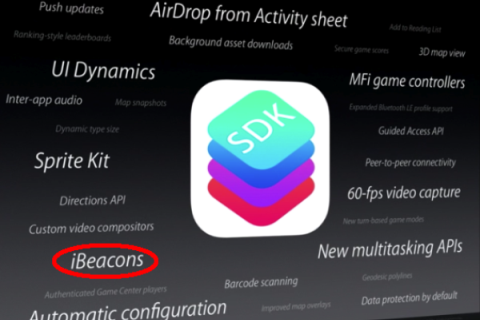 Push updates
AirDrop from Activity sheet
Add to Reading List
Ranking-style leaderboards
Background asset downloads
Secure game scores
3D map view
UI Dynamics
MFi game controllers
Inter-app audio
Map snapshots
Expanded Bluetooth LE profile support
Dynamic type size
SDK
Guided Access API
Sprite Kit
Peer-to-peer connectivity
Directions API
60-fps video capture
Custom video compositors
New turn-based game modes
iBeacons
New multitasking APIs
Barcode scanning
Geodesic polylines
Authenticated Game Center players
Data protection by default
Automatic configuration
Improved map overlays